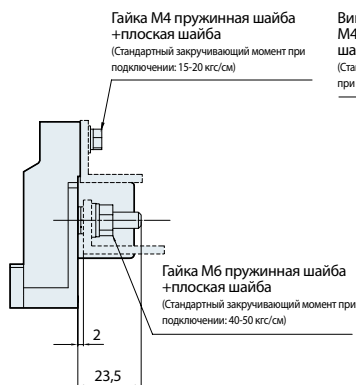 Гайка М4 пружинная шайба
+плоская шайба
(Стандартный закручивающий момент при
подключении: 15-20 кгс/см)
Ви
М4
ша
(Стан
при
Гайка М6 пружинная шайба
+плоская шайба
(Стандартный закручивающий момент при
подключении: 40-50 кгс/см)
2
23,5